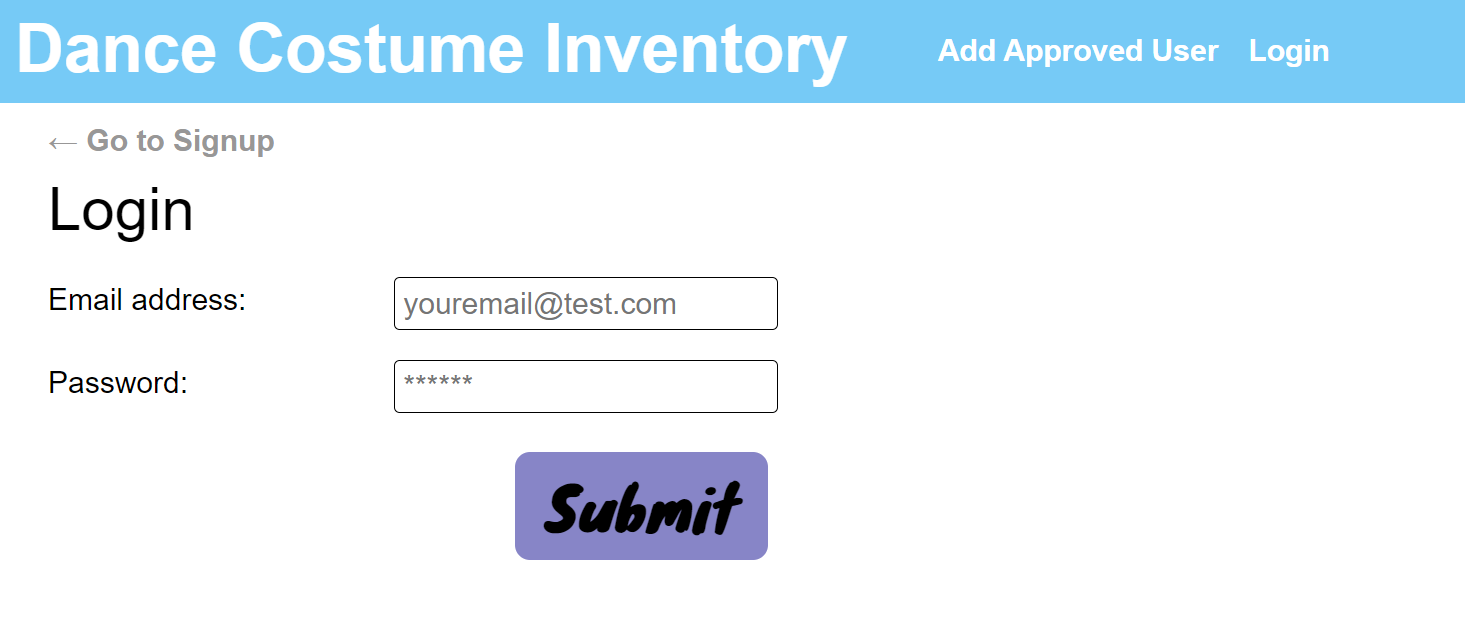 Dance Costume Inventory Add Approved User Login
← Go to Signup
Login
Email address: youremail@test.com
Password: ******
Submit